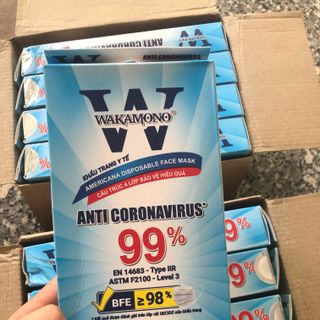 ANTI CORONAVIRUS
W
WAKAMONO®
KHẨU TRANG Y TẾ
AMERICANA DISPOSABLE FACE MASK
CẤU TRÚC 4 LỚP BẢO VỆ HIỆU QUẢ
ANTI CORONAVIRUS*
99%
EN 14683 - Type IIR
ASTM F2100 - Level 3
BFE ≥ 98%